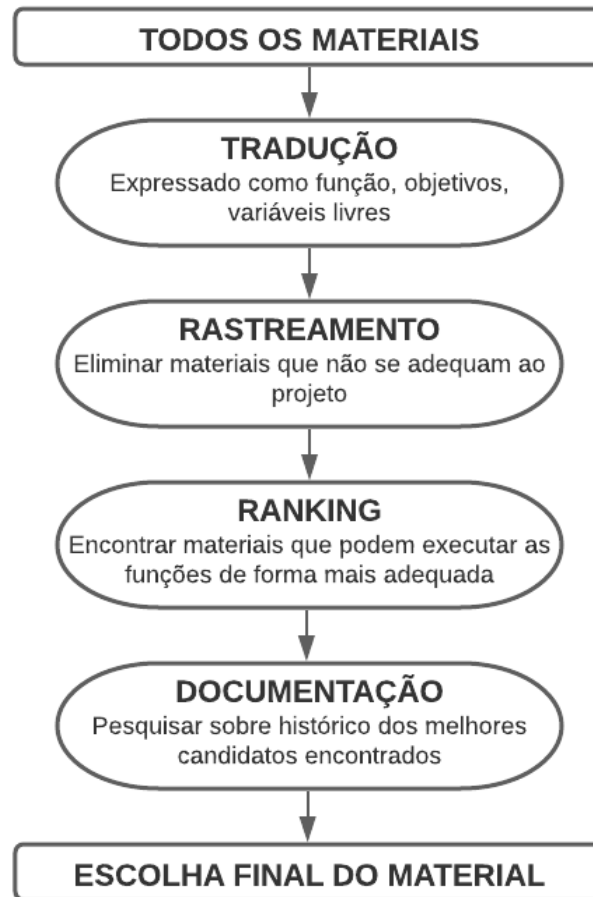 TODOS OS MATERIAIS
TRADUÇÃO
Expressado como função, objetivos,
variáveis livres
RASTREAMENTO
Eliminar materiais que não se adequam ao
projeto
RANKING
Encontrar materiais que podem executar as
funções de forma mais adequada
DOCUMENTAÇÃO
Pesquisar sobre histórico dos melhores
candidatos encontrados
ESCOLHA FINAL DO MATERIAL